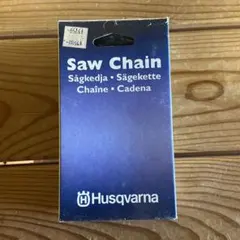 Saw Chain
Sågkedja • Sägekette
Chaîne • Cadena
Husqvarna